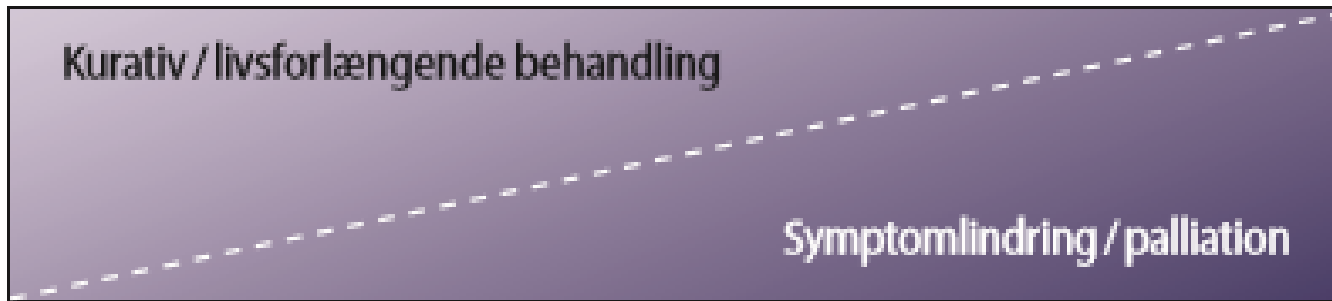 Kurativ / livsforlængende behandling
Symptomlindring / palliation